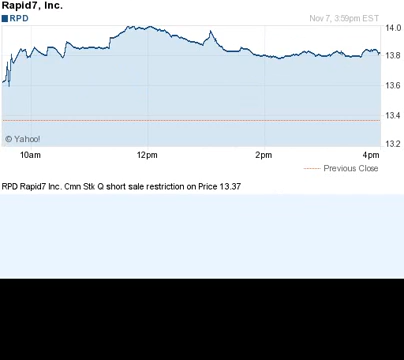 Rapid7, Inc.
RPD
Nov 7, 3:59pm EST
14.0
13.8
13.6
13.4
13.2
© Yahoo!
10am 12pm 2pm 4pm
Previous Close
RPD Rapid7 Inc. Cmn Stk Q short sale restriction on Price 13.37